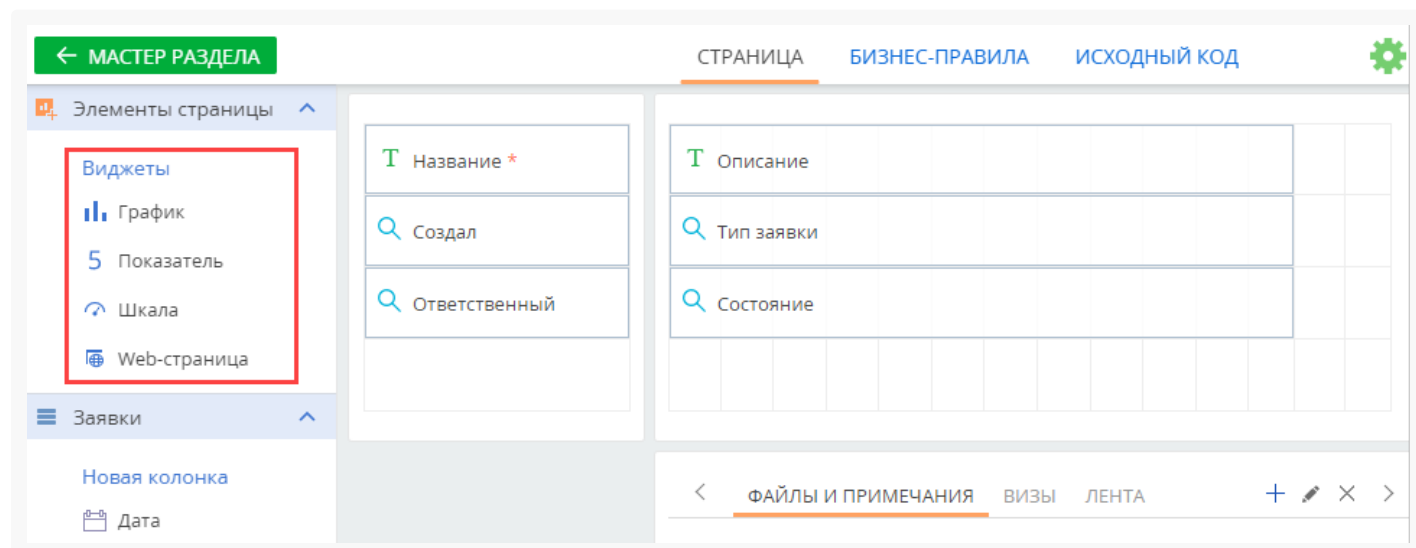 ← МАСТЕР РАЗДЕЛА
СТРАНИЦА БИЗНЕС-ПРАВИЛА ИСХОДНЫЙ КОД
Элементы страницы
Виджеты
График
5 Показатель
Шкала
Web-страница
Заявки
Новая колонка
Дата
T Название *
Создал
Ответственный
T Описание
Тип заявки
Состояние
ФАЙЛЫ И ПРИМЕЧАНИЯ ВИЗЫ ЛЕНТА